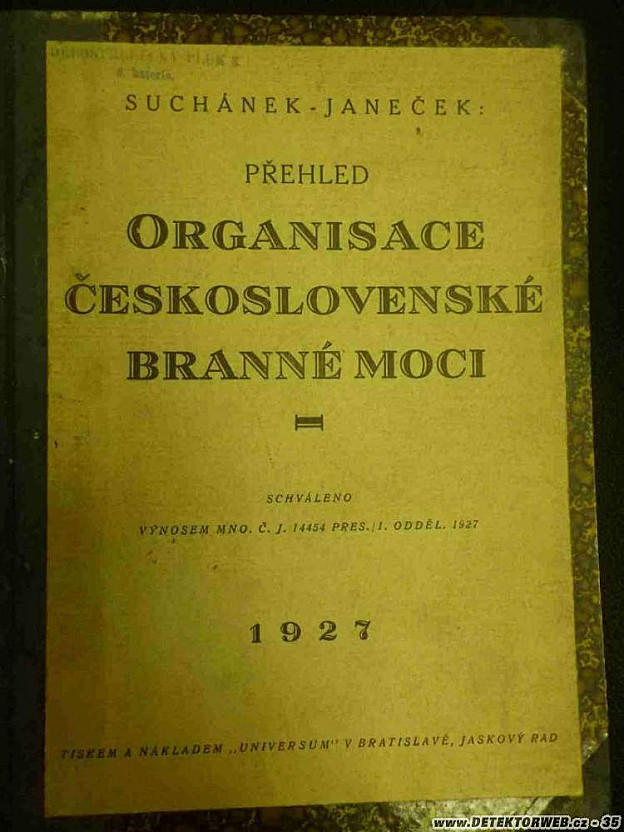 SUCHÁNEK - JANEČEK:
PŘEHLED
ORGANISACE
ČESKOSLOVENSKÉ
BRANNÉ MOCI
SCHVÁLENO
VÝNOSEM MNO. Č. J. 14454 PRES./1. ODDĚL. 1927
1927
TISKEM A NÁKLADEM „UNIVERSUM" V BRATISLAVĚ, JASKOVÝ RAD
www.DETEKTORWEB.cz - 35